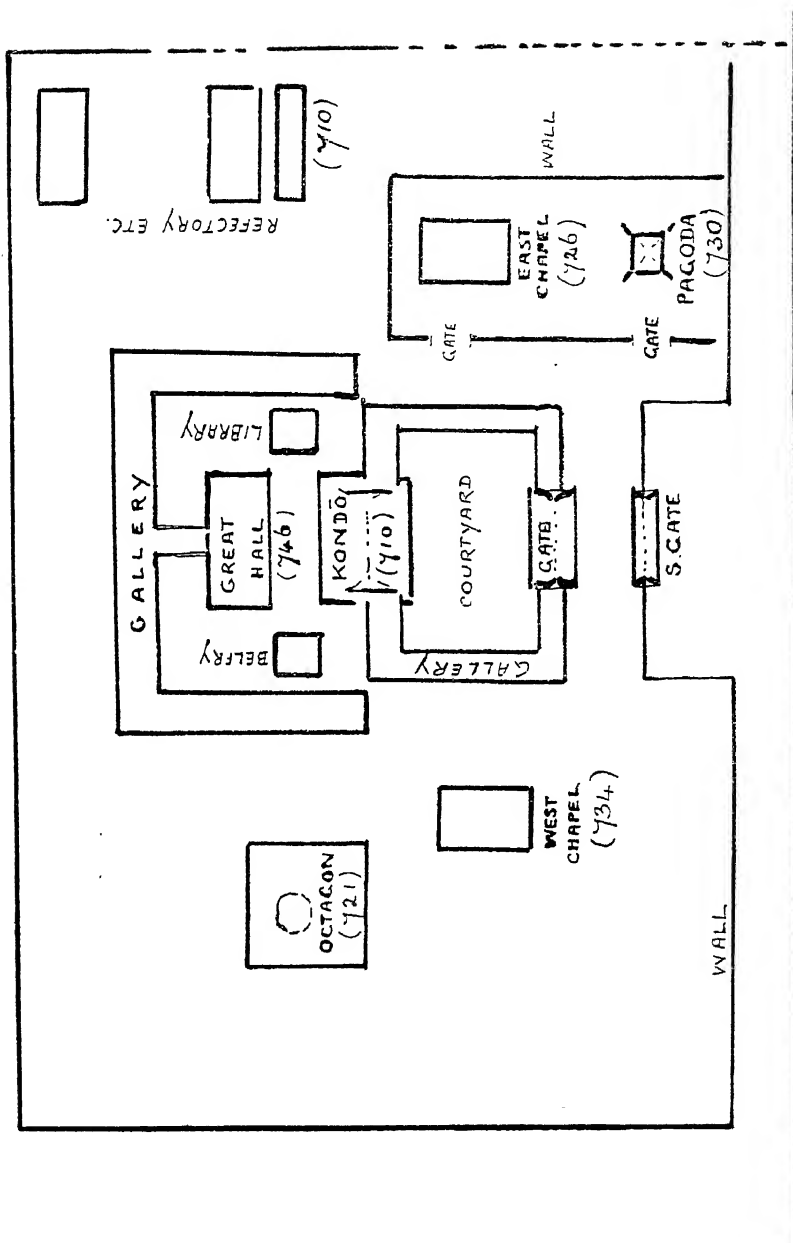 REFECTORY ETC.
(710)
WALL
EAST
CHAPEL
(726)
PAGODA
(730)
GATE
GATE
GALLERY
LIBRARY
GREAT
HALL
(746)
BELFRY
KONDŌ
(710)
COURTYARD
GALLERY
GATE
S. GATE
OCTAGON
(721)
WEST
CHAPEL
(734)
WALL